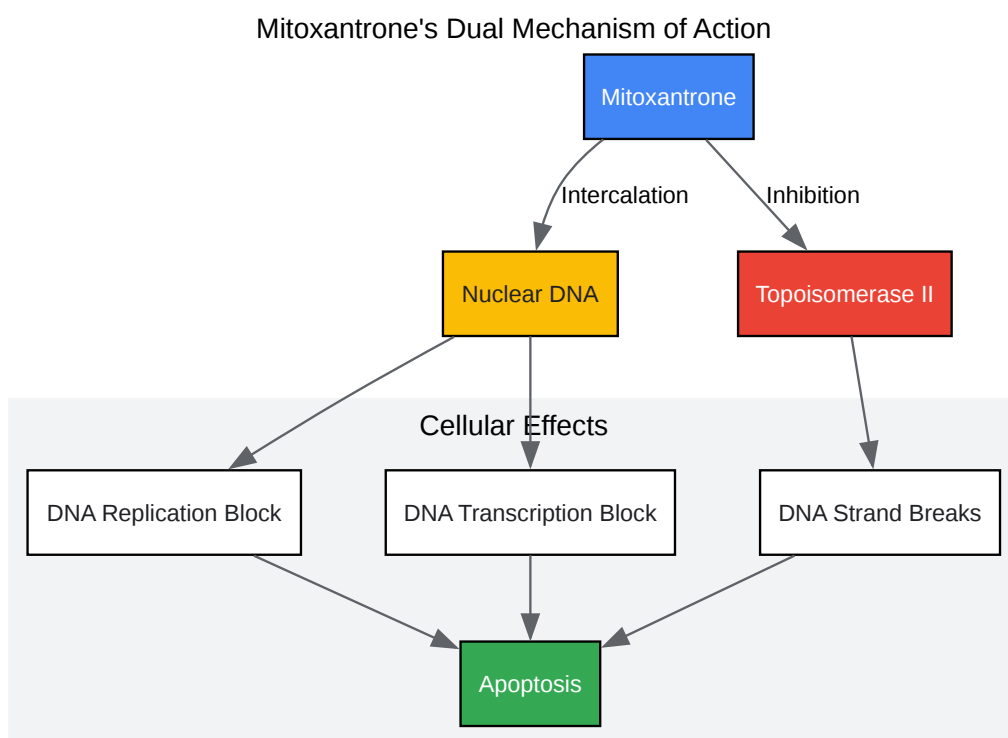 Mitoxantrone's Dual Mechanism of Action
Mitoxantrone
Intercalation
Inhibition
Nuclear DNA
Topoisomerase II
Cellular Effects
DNA Replication Block
DNA Transcription Block
DNA Strand Breaks
Apoptosis